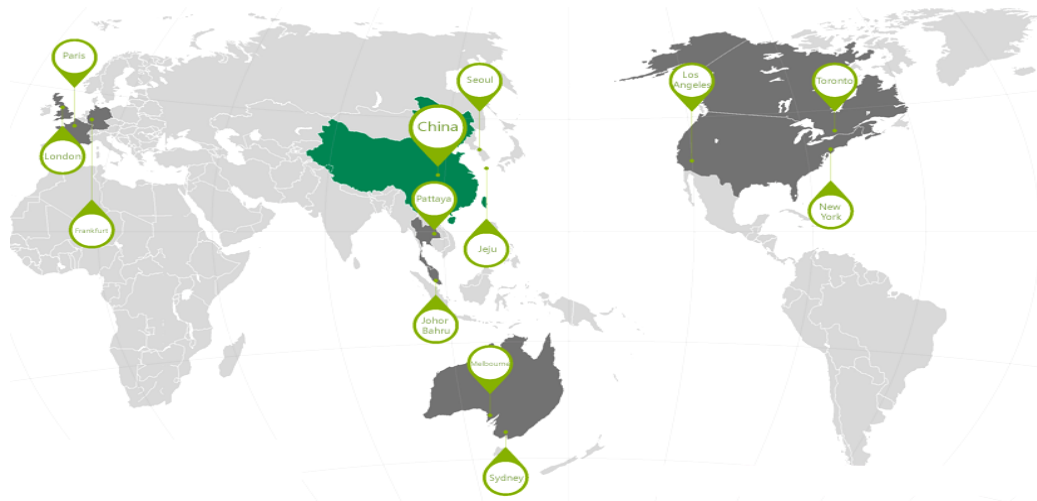 Paris
Seoul
Los
Angeles
Toronto
China
London
Pattaya
New
York
Frankfurt
Jeju
Johor
Bahru
Melbourne
Sydney